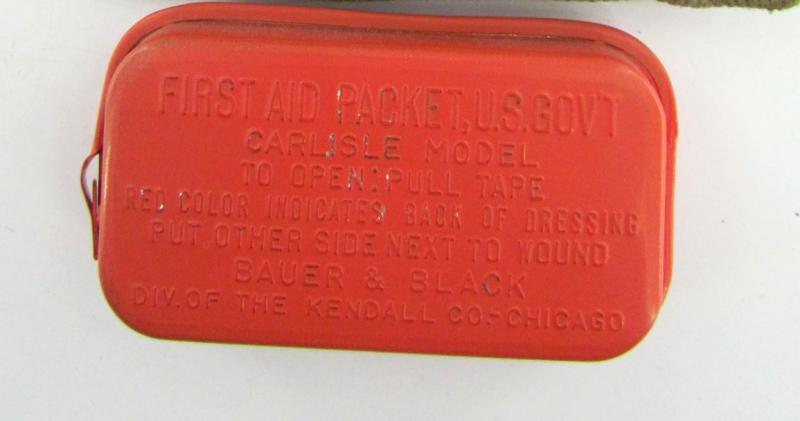 FIRST AID PACKET, U.S. GOV'T
CARLISLE MODEL
TO OPEN: PULL TAPE
RED COLOR INDICATES BACK OF DRESSING
PUT OTHER SIDE NEXT TO WOUND
BAUER & BLACK
DIV. OF THE KENDALL CO.-CHICAGO